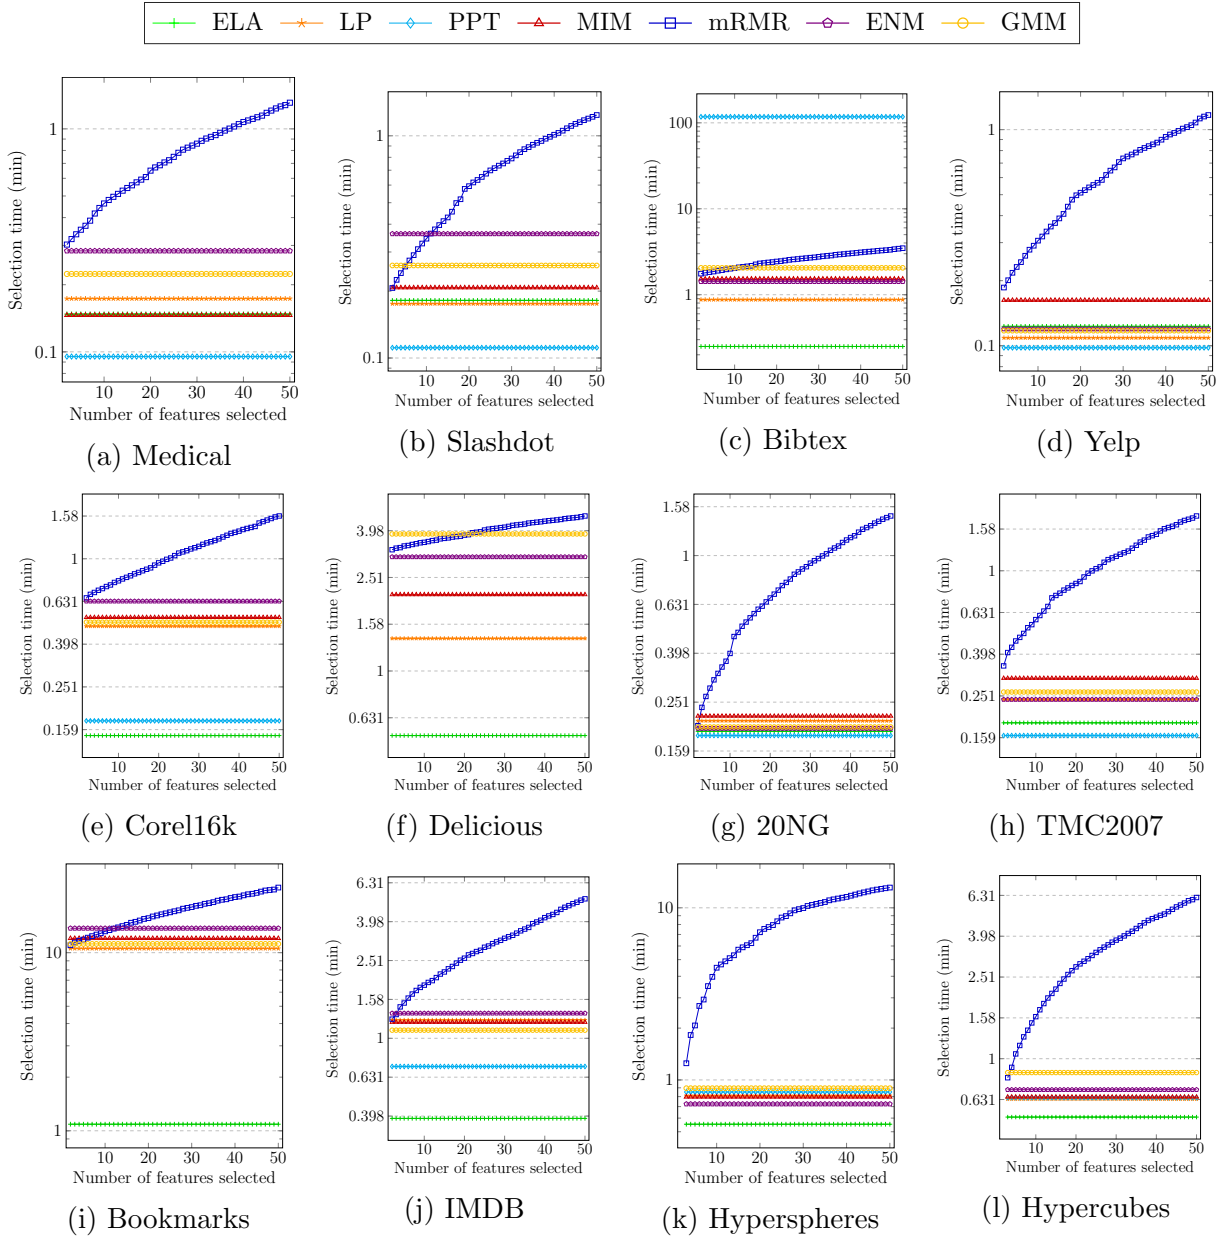 ELA LP PPT MIM mRMR ENM GMM
1
0.1
10 20 30 40 50
Number of features selected
Selection time (min)
(a) Medical
1
0.1
10 20 30 40 50
Number of features selected
Selection time (min)
(b) Slashdot
100
10
1
10 20 30 40 50
Number of features selected
Selection time (min)
(c) Bibtex
1
0.1
10 20 30 40 50
Number of features selected
Selection time (min)
(d) Yelp
1.58
1
0.631
0.398
0.251
0.159
10 20 30 40 50
Number of features selected
Selection time (min)
(e) Corel16k
3.98
2.51
1.58
1
0.631
10 20 30 40 50
Number of features selected
Selection time (min)
(f) Delicious
1.58
1
0.631
0.398
0.251
0.159
10 20 30 40 50
Number of features selected
Selection time (min)
(g) 20NG
1.58
1
0.631
0.398
0.251
0.159
10 20 30 40 50
Number of features selected
Selection time (min)
(h) TMC2007
10
1
10 20 30 40 50
Number of features selected
Selection time (min)
(i) Bookmarks
6.31
3.98
2.51
1.58
1
0.631
0.398
10 20 30 40 50
Number of features selected
Selection time (min)
(j) IMDB
10
1
10 20 30 40 50
Number of features selected
Selection time (min)
(k) Hyperspheres
6.31
3.98
2.51
1.58
1
0.631
10 20 30 40 50
Number of features selected
Selection time (min)
(l) Hypercubes